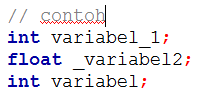 // contoh
int variabel_1;
float _variabel2;
int variabel;